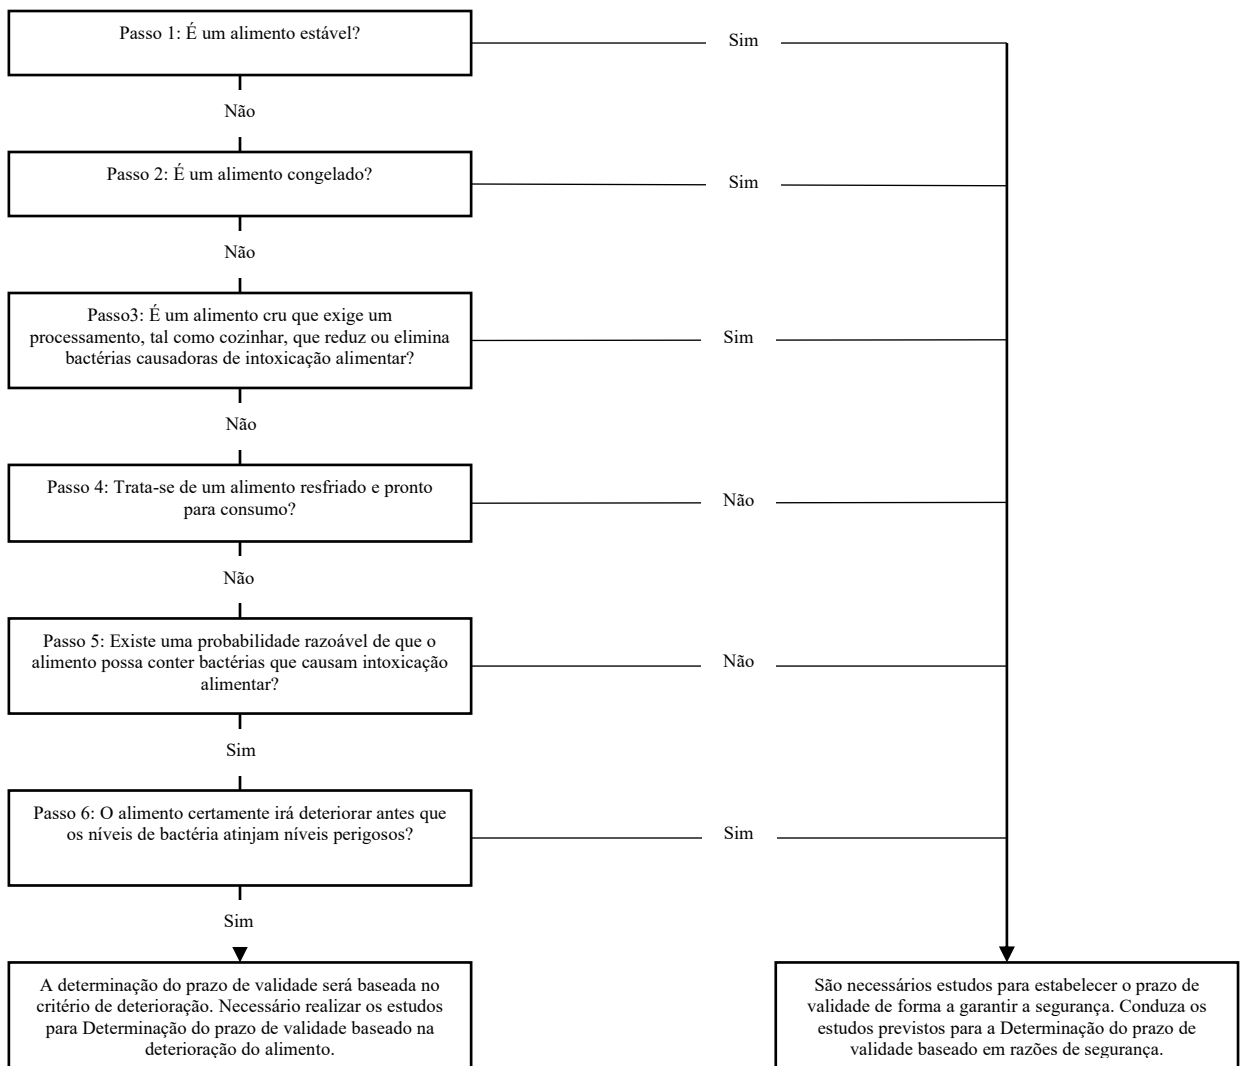 Passo 1: É um alimento estável?
Sim
Não
Passo 2: É um alimento congelado?
Sim
Não
Passo3: É um alimento cru que exige um
processamento, tal como cozinhar, que reduz ou elimina
bactérias causadoras de intoxicação alimentar?
Sim
Não
Passo 4: Trata-se de um alimento resfriado e pronto
para consumo?
Não
Não
Passo 5: Existe uma probabilidade razoável de que o
alimento possa conter bactérias que causam intoxicação
alimentar?
Não
Sim
Passo 6: O alimento certamente irá deteriorar antes que
os níveis de bactéria atinjam níveis perigosos?
Sim
Sim
A determinação do prazo de validade será baseada no
critério de deterioração. Necessário realizar os estudos
para Determinação do prazo de validade baseado na
deterioração do alimento.
São necessários estudos para estabelecer o prazo de
validade de forma a garantir a segurança. Conduza os
estudos previstos para a Determinação do prazo de
validade baseado em razões de segurança.